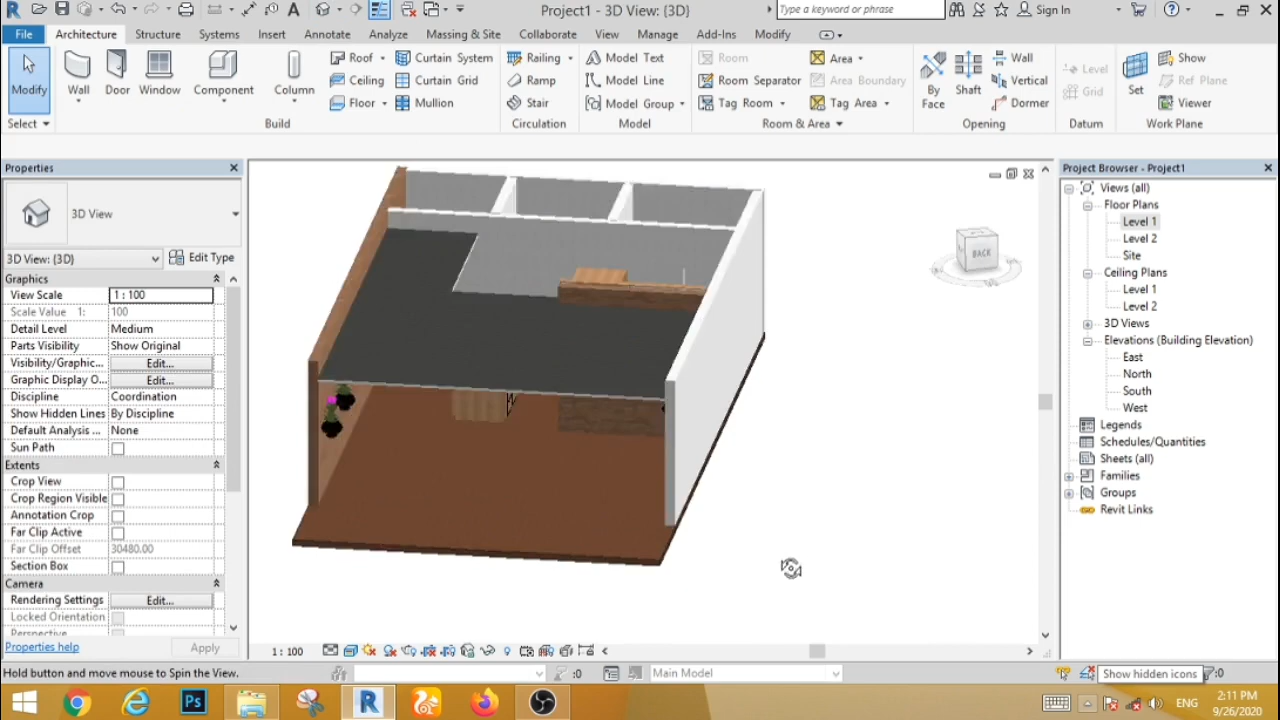 Project1 - 3D View: {3D}
Type a keyword or phrase
Sign In
File Architecture Structure Systems Insert Annotate Analyze Massing & Site Collaborate View Manage Add-Ins Modify
Modify
Wall
Door
Window
Component
Column
Roof
Ceiling
Floor
Curtain System
Curtain Grid
Mullion
Railing
Ramp
Stair
Model Text
Model Line
Model Group
Room
Room Separator
Tag Room
Area
Area Boundary
Tag Area
By Face
Shaft
Wall
Vertical
Dormer
Level
Grid
Set
Show
Ref Plane
Viewer
Select Build Circulation Model Room & Area Opening Datum Work Plane
Properties
3D View
3D View: {3D} Edit Type
Graphics
View Scale 1 : 100
Scale Value 1: 100
Detail Level Medium
Parts Visibility Show Original
Visibility/Graphic... Edit...
Graphic Display O... Edit...
Discipline Coordination
Show Hidden Lines By Discipline
Default Analysis ... None
Sun Path
Extents
Crop View
Crop Region Visible
Annotation Crop
Far Clip Active
Far Clip Offset 30480.00
Section Box
Camera
Rendering Settings Edit...
Locked Orientation
Perspective
Properties help Apply
BACK
1 : 100
Project Browser - Project1
Views (all)
Floor Plans
Level 1
Level 2
Site
Ceiling Plans
Level 1
Level 2
3D Views
Elevations (Building Elevation)
East
North
South
West
Legends
Schedules/Quantities
Sheets (all)
Families
Groups
Revit Links
Hold button and move mouse to Spin the View.
:0
Main Model
Show hidden icons
:0
ENG
2:11 PM
9/26/2020